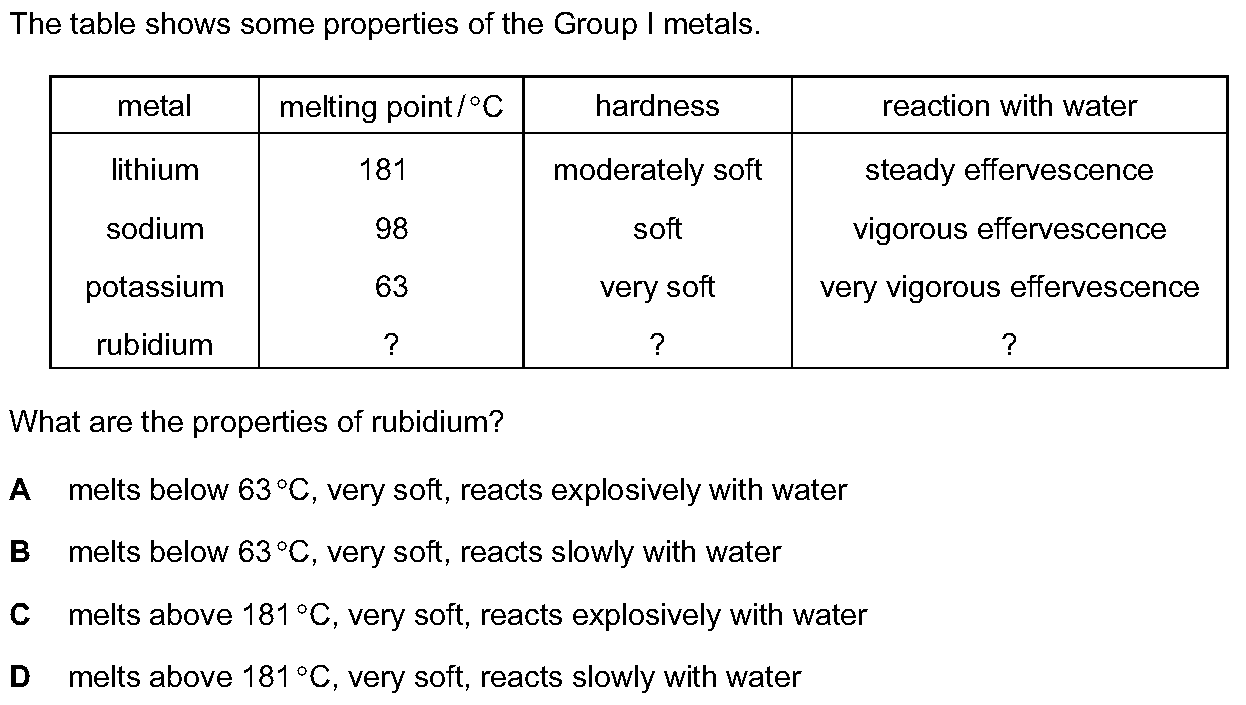 The table shows some properties of the Group I metals.
metal melting point / °C hardness reaction with water
lithium 181 moderately soft steady effervescence
sodium 98 soft vigorous effervescence
potassium 63 very soft very vigorous effervescence
rubidium ? ? ?
What are the properties of rubidium?
A melts below 63 °C, very soft, reacts explosively with water
B melts below 63 °C, very soft, reacts slowly with water
C melts above 181 °C, very soft, reacts explosively with water
D melts above 181 °C, very soft, reacts slowly with water